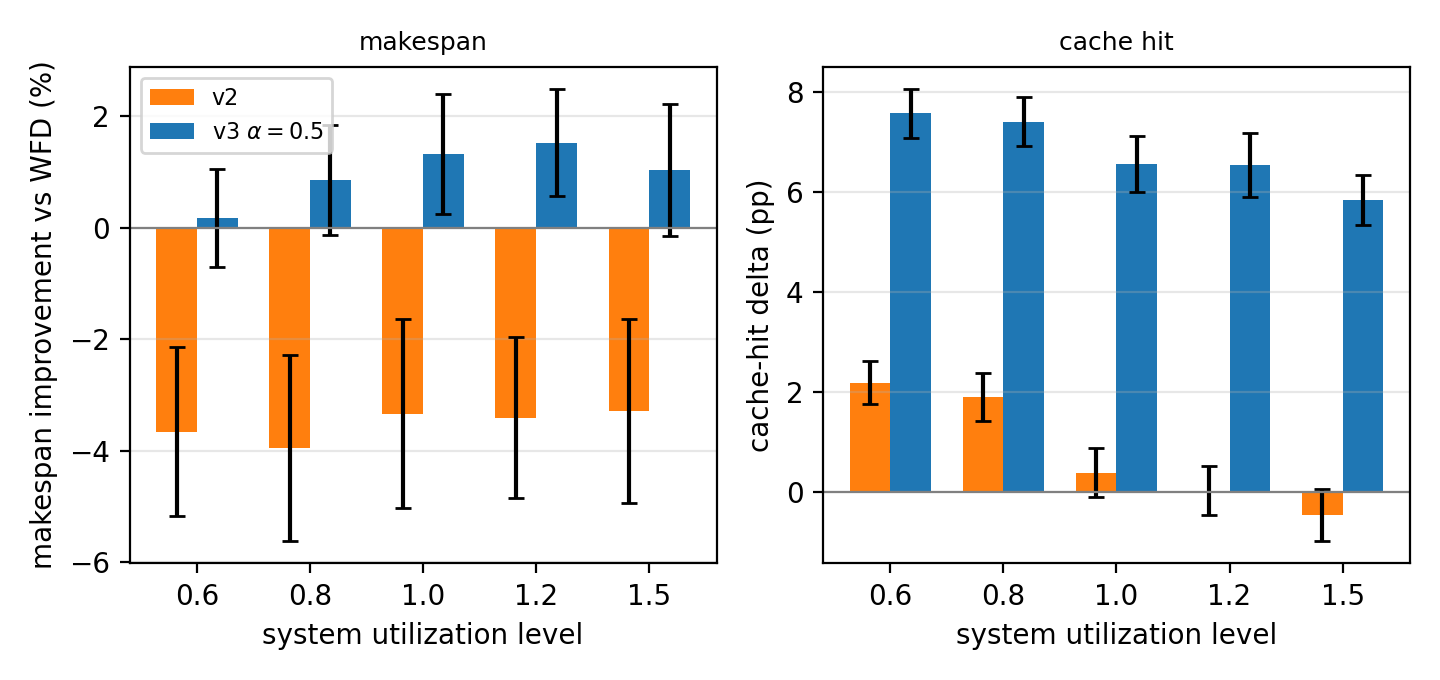 makespan
v2
v3 α = 0.5
makespan improvement vs WFD (%)
2
0
−2
−4
−6
0.6 0.8 1.0 1.2 1.5
system utilization level
cache hit
cache-hit delta (pp)
8
6
4
2
0
0.6 0.8 1.0 1.2 1.5
system utilization level